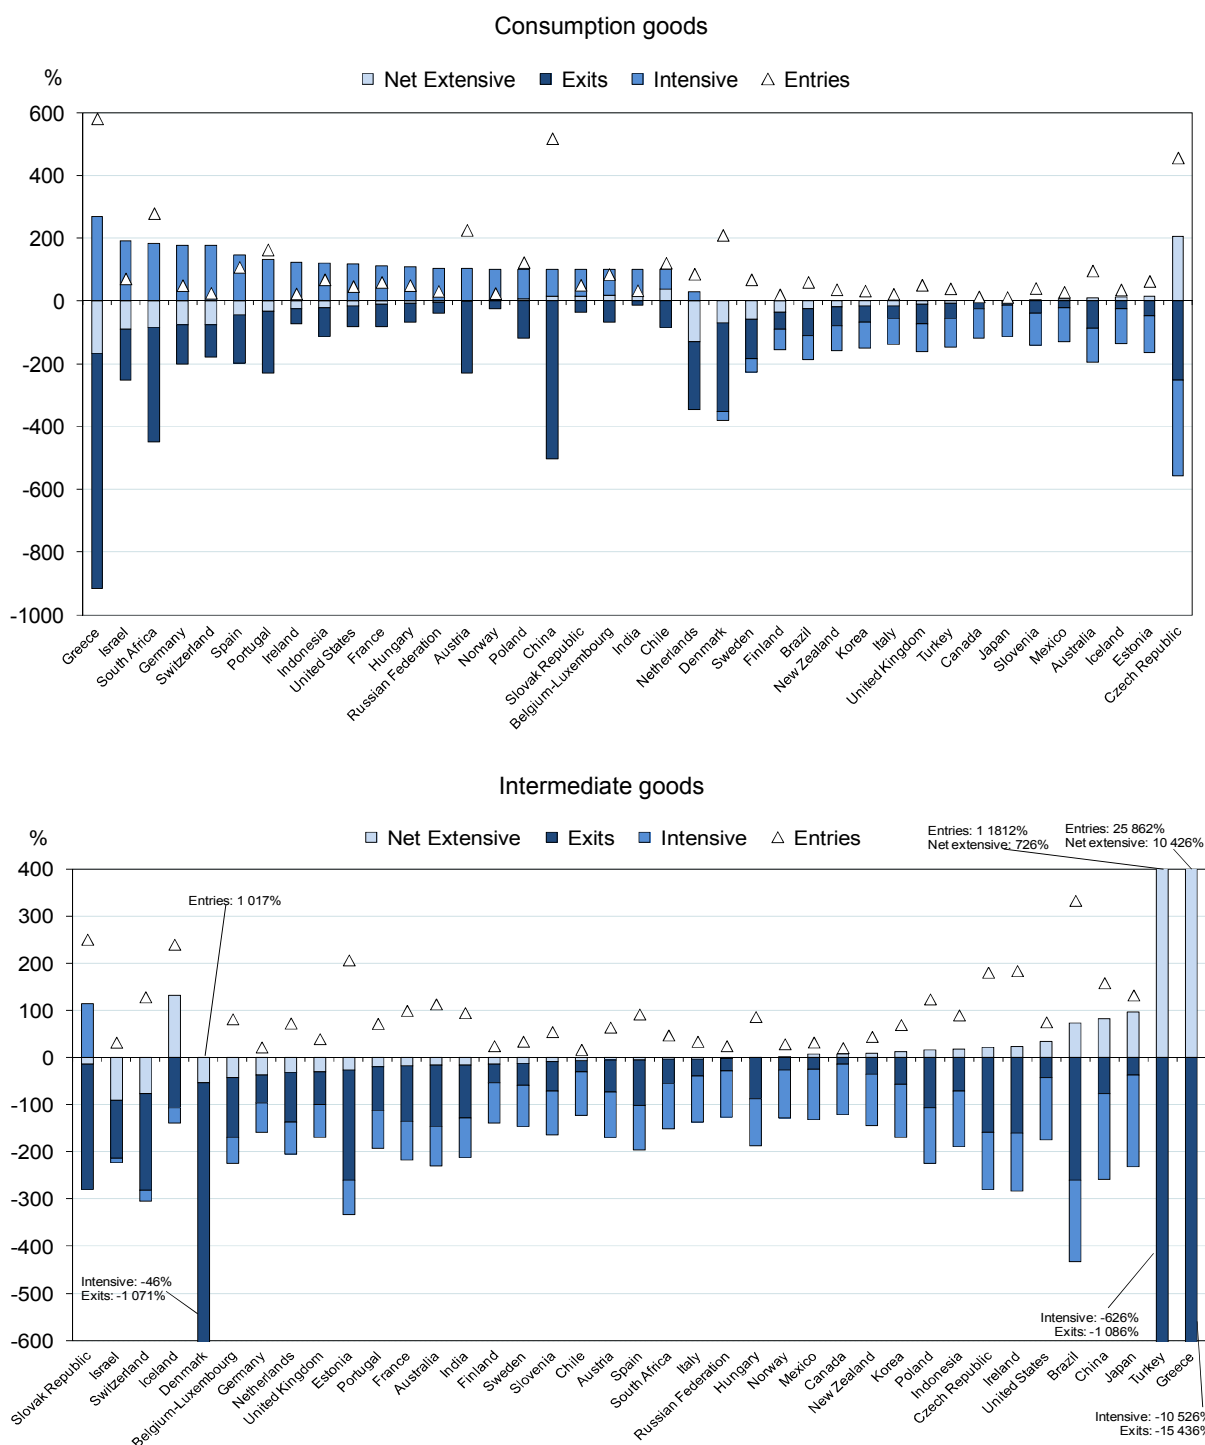 Consumption goods
%
Net Extensive Exits Intensive Entries
600
400
200
0
-200
-400
-600
-800
-1000
Greece
Israel
South Africa
Germany
Switzerland
Spain
Portugal
Ireland
Indonesia
United States
France
Hungary
Russian Federation
Austria
Norway
Poland
China
Slovak Republic
Belgium-Luxembourg
India
Chile
Netherlands
Denmark
Sweden
Finland
Brazil
New Zealand
Korea
Italy
United Kingdom
Turkey
Canada
Japan
Slovenia
Mexico
Australia
Iceland
Estonia
Czech Republic
Intermediate goods
%
Net Extensive Exits Intensive Entries
Entries: 1 1812%
Net extensive: 726%
Entries: 25 862%
Net extensive: 10 426%
Entries: 1 017%
400
300
200
100
0
-100
-200
-300
-400
-500
-600
Intensive: -46%
Exits: -1 071%
Intensive: -626%
Exits: -1 086%
Slovak Republic
Israel
Switzerland
Iceland
Denmark
Belgium-Luxembourg
Germany
Netherlands
United Kingdom
Estonia
Portugal
France
Australia
India
Finland
Sweden
Slovenia
Chile
Austria
Spain
South Africa
Italy
Russian Federation
Hungary
Norway
Mexico
Canada
New Zealand
Korea
Poland
Indonesia
Czech Republic
Ireland
United States
Brazil
China
Japan
Turkey
Greece
Intensive: -10 526%
Exits: -15 436%